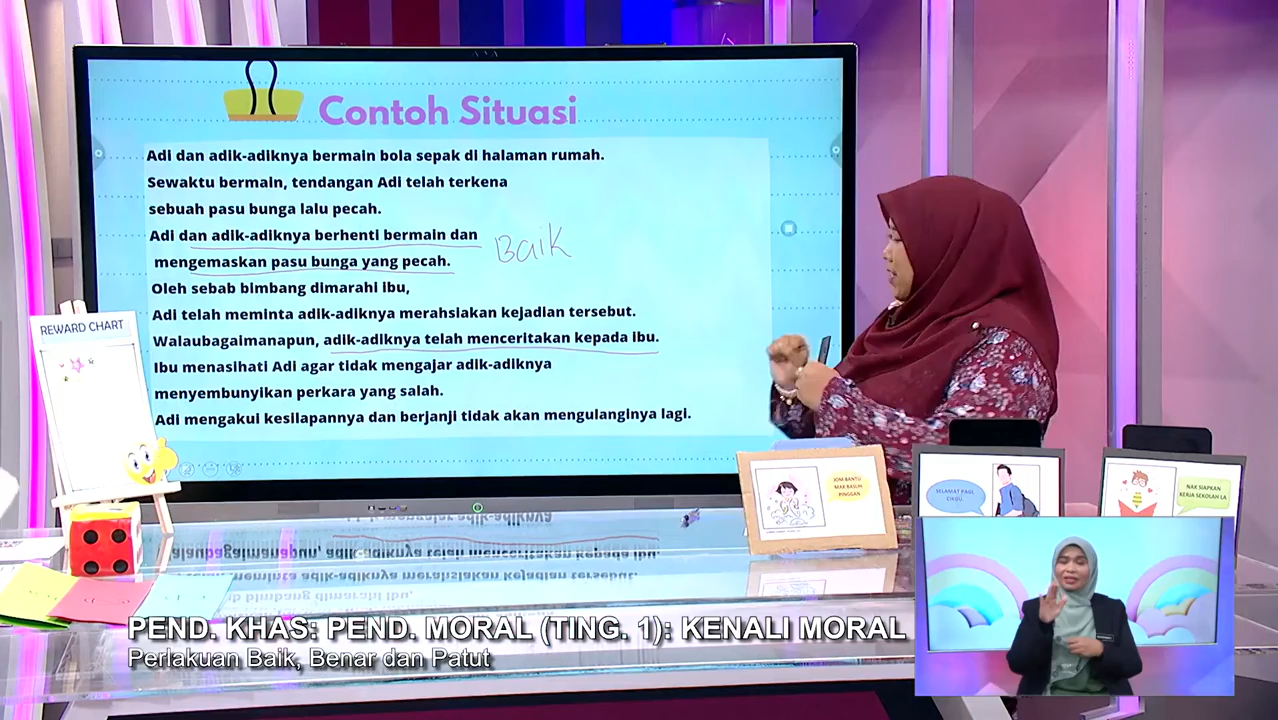 Contoh Situasi
Adi dan adik-adiknya bermain bola sepak di halaman rumah.
Sewaktu bermain, tendangan Adi telah terkena
sebuah pasu bunga lalu pecah.
Adi dan adik-adiknya berhenti bermain dan
mengemaskan pasu bunga yang pecah.
Baik
Oleh sebab bimbang dimarahi ibu,
Adi telah meminta adik-adiknya merahsiakan kejadian tersebut.
Walaubagaimanapun, adik-adiknya telah menceritakan kepada ibu.
Ibu menasihati Adi agar tidak mengajar adik-adiknya
menyembunyikan perkara yang salah.
Adi mengakui kesilapannya dan berjanji tidak akan mengulanginya lagi.
REWARD CHART
JOM BANTU
MAK BASUH
PINGGAN
SELAMAT PAGI,
CIKGU
NAK SIAPKAN
KERJA SEKOLAH LA
PEND. KHAS: PEND. MORAL (TING. 1): KENALI MORAL
Perlakuan Baik, Benar dan Patut